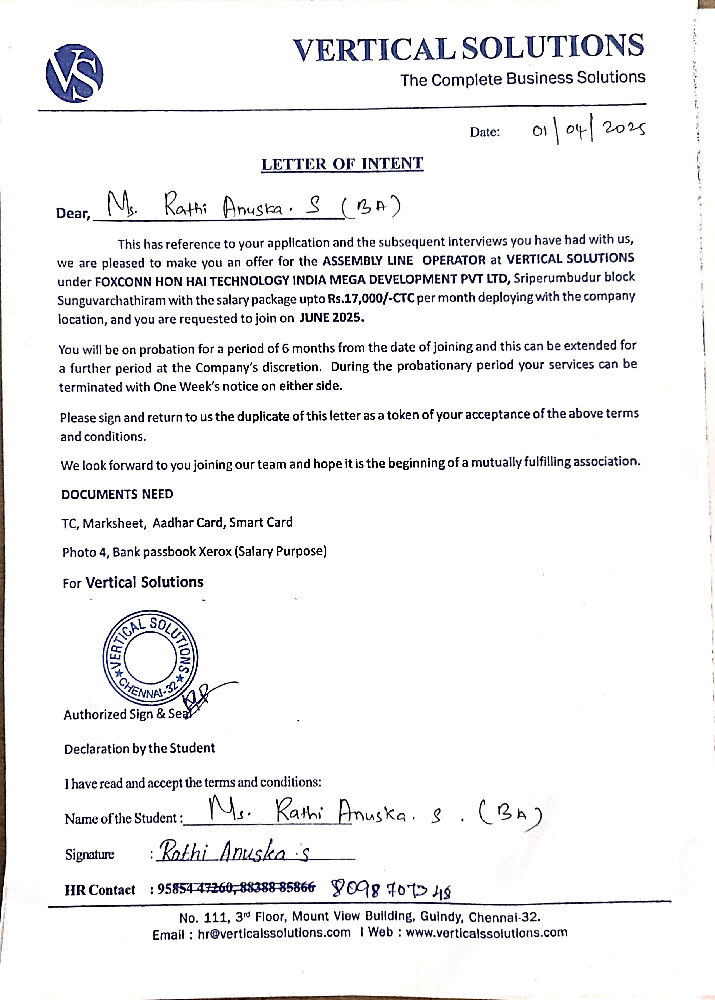 VS
VERTICAL SOLUTIONS
The Complete Business Solutions
Date: 01/04/2025
LETTER OF INTENT
Dear, Ms. Rathi Anuska. S (BA)
This has reference to your application and the subsequent interviews you have had with us,
we are pleased to make you an offer for the ASSEMBLY LINE OPERATOR at VERTICAL SOLUTIONS
under FOXCONN HON HAI TECHNOLOGY INDIA MEGA DEVELOPMENT PVT LTD, Sriperumbudur block
Sunguvarchathiram with the salary package upto Rs.17,000/-CTC per month deploying with the company
location, and you are requested to join on JUNE 2025.
You will be on probation for a period of 6 months from the date of joining and this can be extended for
a further period at the Company's discretion. During the probationary period your services can be
terminated with One Week's notice on either side.
Please sign and return to us the duplicate of this letter as a token of your acceptance of the above terms
and conditions.
We look forward to you joining our team and hope it is the beginning of a mutually fulfilling association.
DOCUMENTS NEED
TC, Marksheet, Aadhar Card, Smart Card
Photo 4, Bank passbook Xerox (Salary Purpose)
For Vertical Solutions
VERTICAL SOLUTIONS
★ CHENNAI-32 ★
Authorized Sign & Seal
Declaration by the Student
I have read and accept the terms and conditions:
Name of the Student : Ms. Rathi Anuska. S. (BA)
Signature : Rathi Anuska .S
HR Contact : 95854 47260, 88388 85866 8098707348
No. 111, 3rd Floor, Mount View Building, Guindy, Chennai-32.
Email : hr@verticalssolutions.com I Web : www.verticalssolutions.com